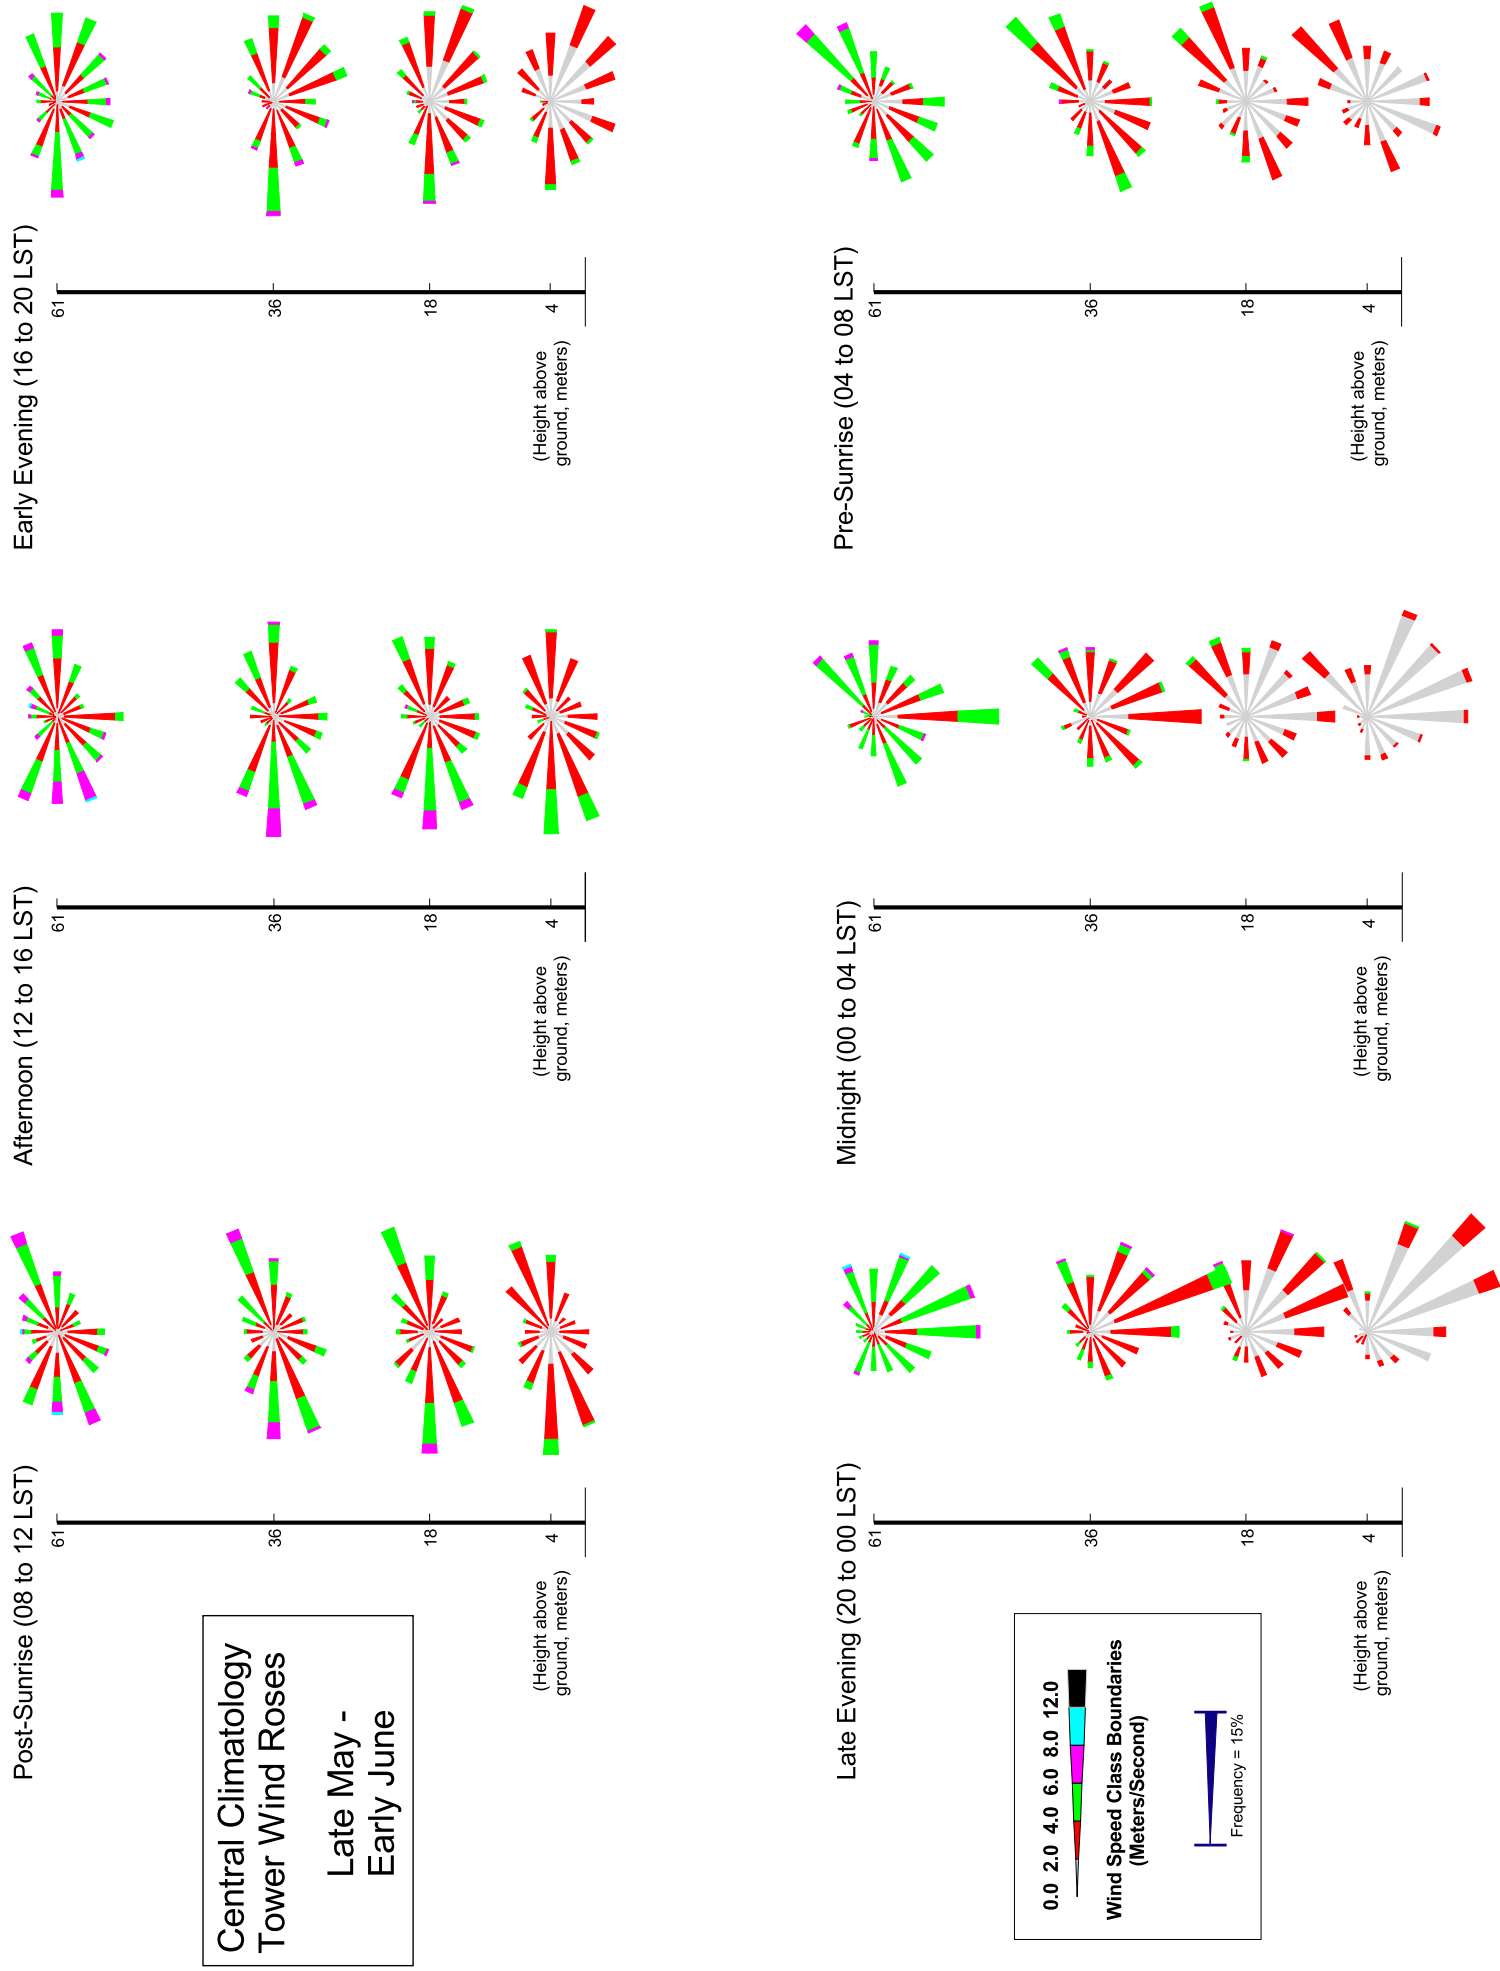 Central Climatology
Tower Wind Roses
Late May -
Early June
Post-Sunrise (08 to 12 LST)
61
36
18
4
(Height above
ground, meters)
Afternoon (12 to 16 LST)
61
36
18
4
(Height above
ground, meters)
Early Evening (16 to 20 LST)
61
36
18
4
(Height above
ground, meters)
0.0 2.0 4.0 6.0 8.0 12.0
Wind Speed Class Boundaries
(Meters/Second)
Frequency = 15%
Late Evening (20 to 00 LST)
61
36
18
4
(Height above
ground, meters)
Midnight (00 to 04 LST)
61
36
18
4
(Height above
ground, meters)
Pre-Sunrise (04 to 08 LST)
61
36
18
4
(Height above
ground, meters)